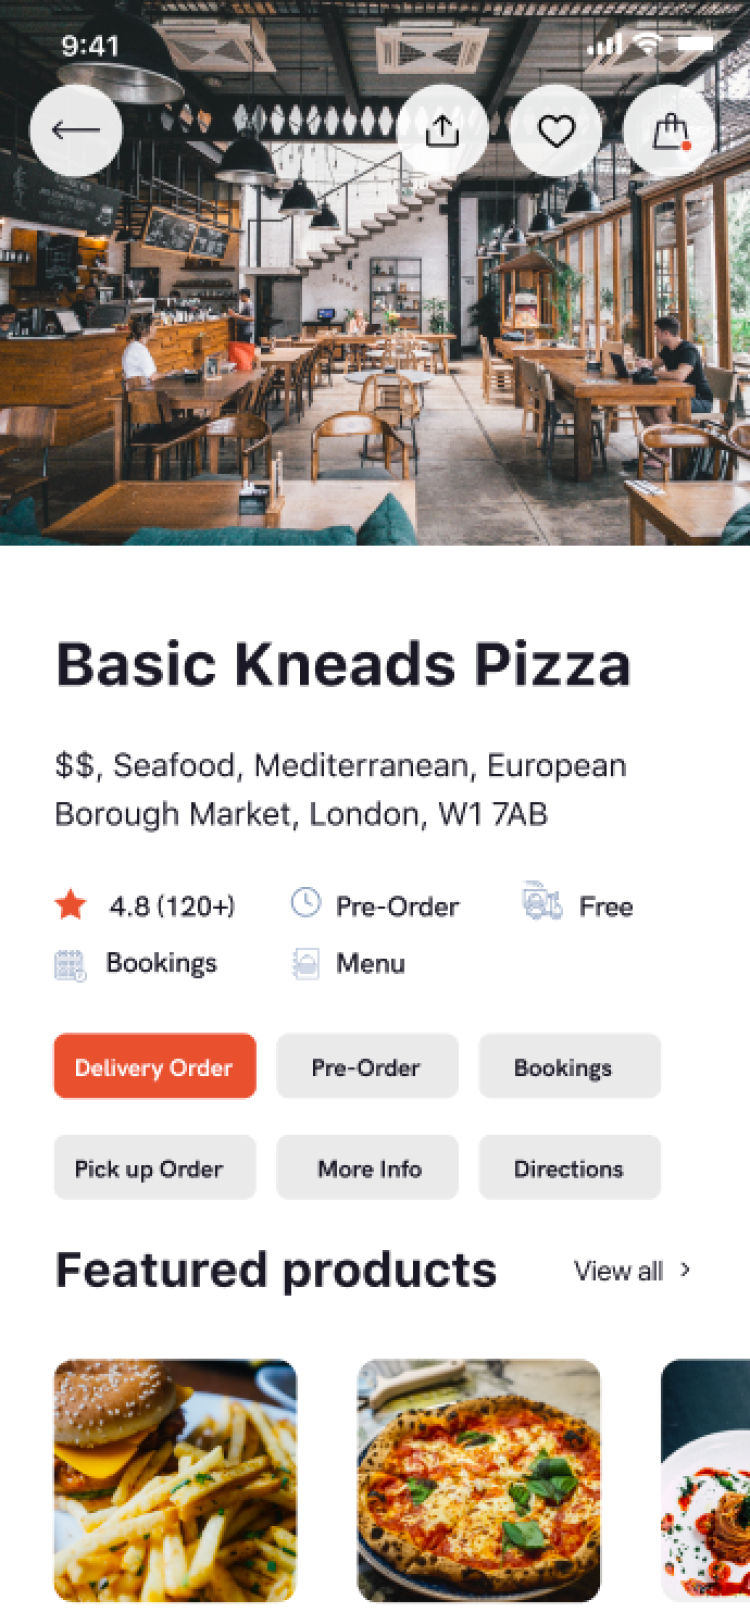 9:41
Basic Kneads Pizza
$$, Seafood, Mediterranean, European
Borough Market, London, W1 7AB
4.8 (120+) Pre-Order Free
Bookings Menu
Delivery Order Pre-Order Bookings
Pick up Order More Info Directions
Featured products View all >